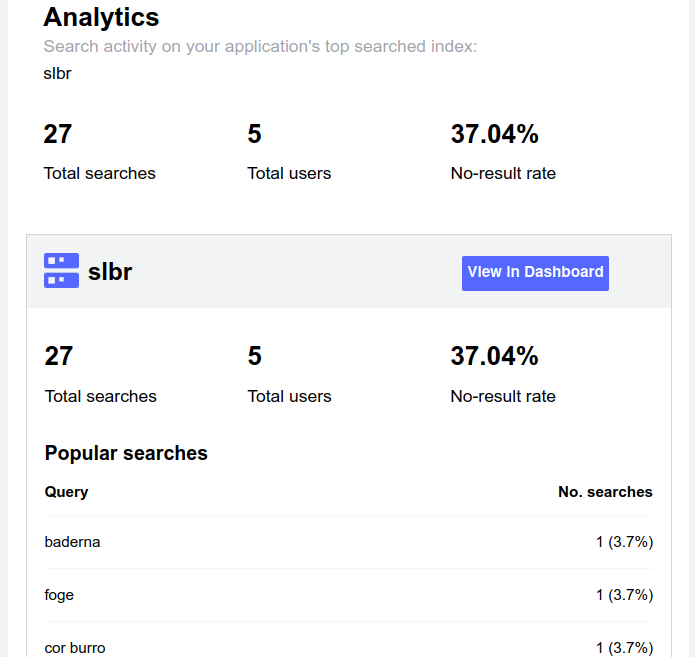 Analytics
Search activity on your application's top searched index:
slbr
27 5 37.04%
Total searches Total users No-result rate
slbr View in Dashboard
27 5 37.04%
Total searches Total users No-result rate
Popular searches
Query No. searches
baderna 1 (3.7%)
foge 1 (3.7%)
cor burro 1 (3.7%)